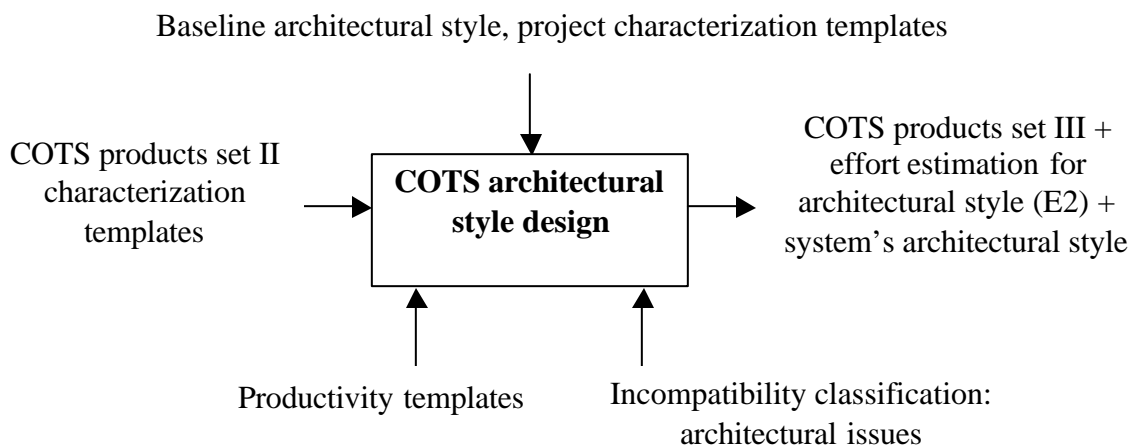 Baseline architectural style, project characterization templates
COTS products set II
characterization
templates
COTS architectural
style design
COTS products set III +
effort estimation for
architectural style (E2) +
system’s architectural style
Productivity templates
Incompatibility classification:
architectural issues